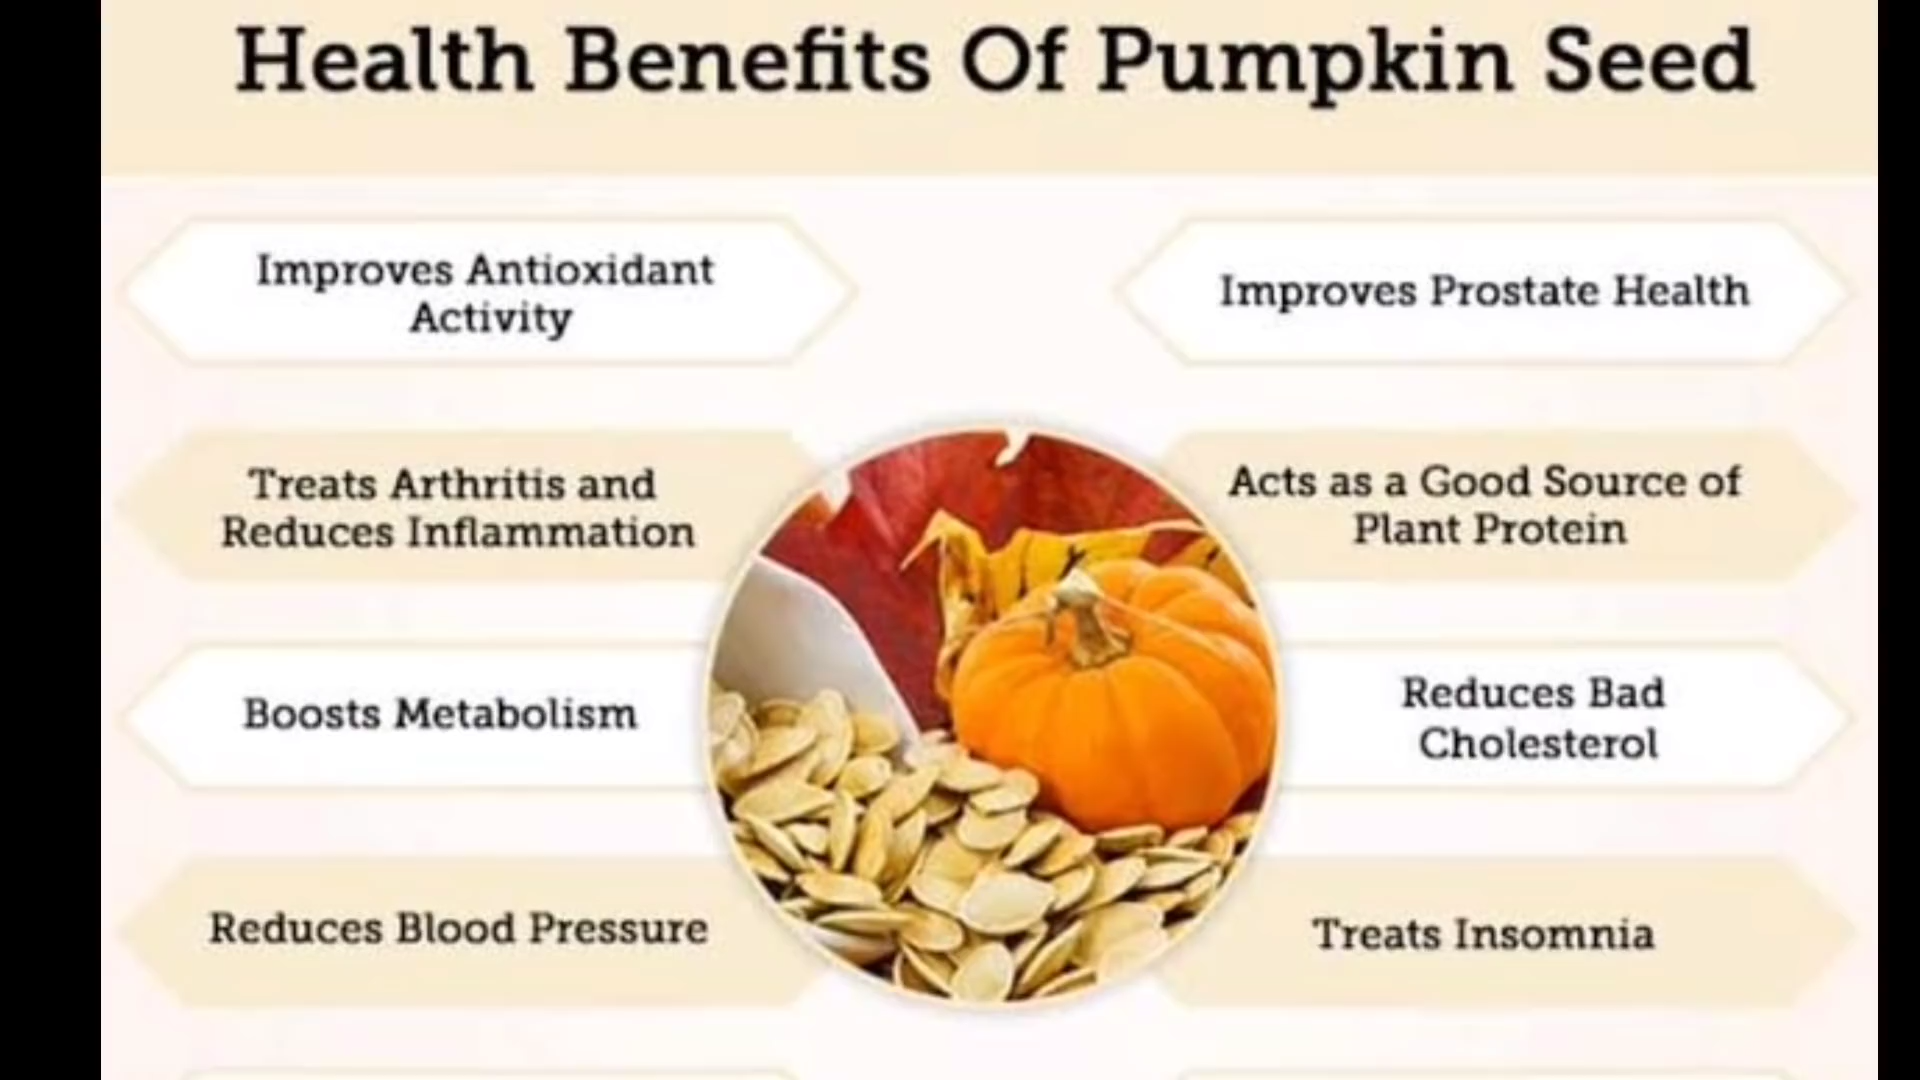 Health Benefits Of Pumpkin Seed
Improves Antioxidant
Activity
Improves Prostate Health
Treats Arthritis and
Reduces Inflammation
Acts as a Good Source of
Plant Protein
Boosts Metabolism
Reduces Bad
Cholesterol
Reduces Blood Pressure
Treats Insomnia